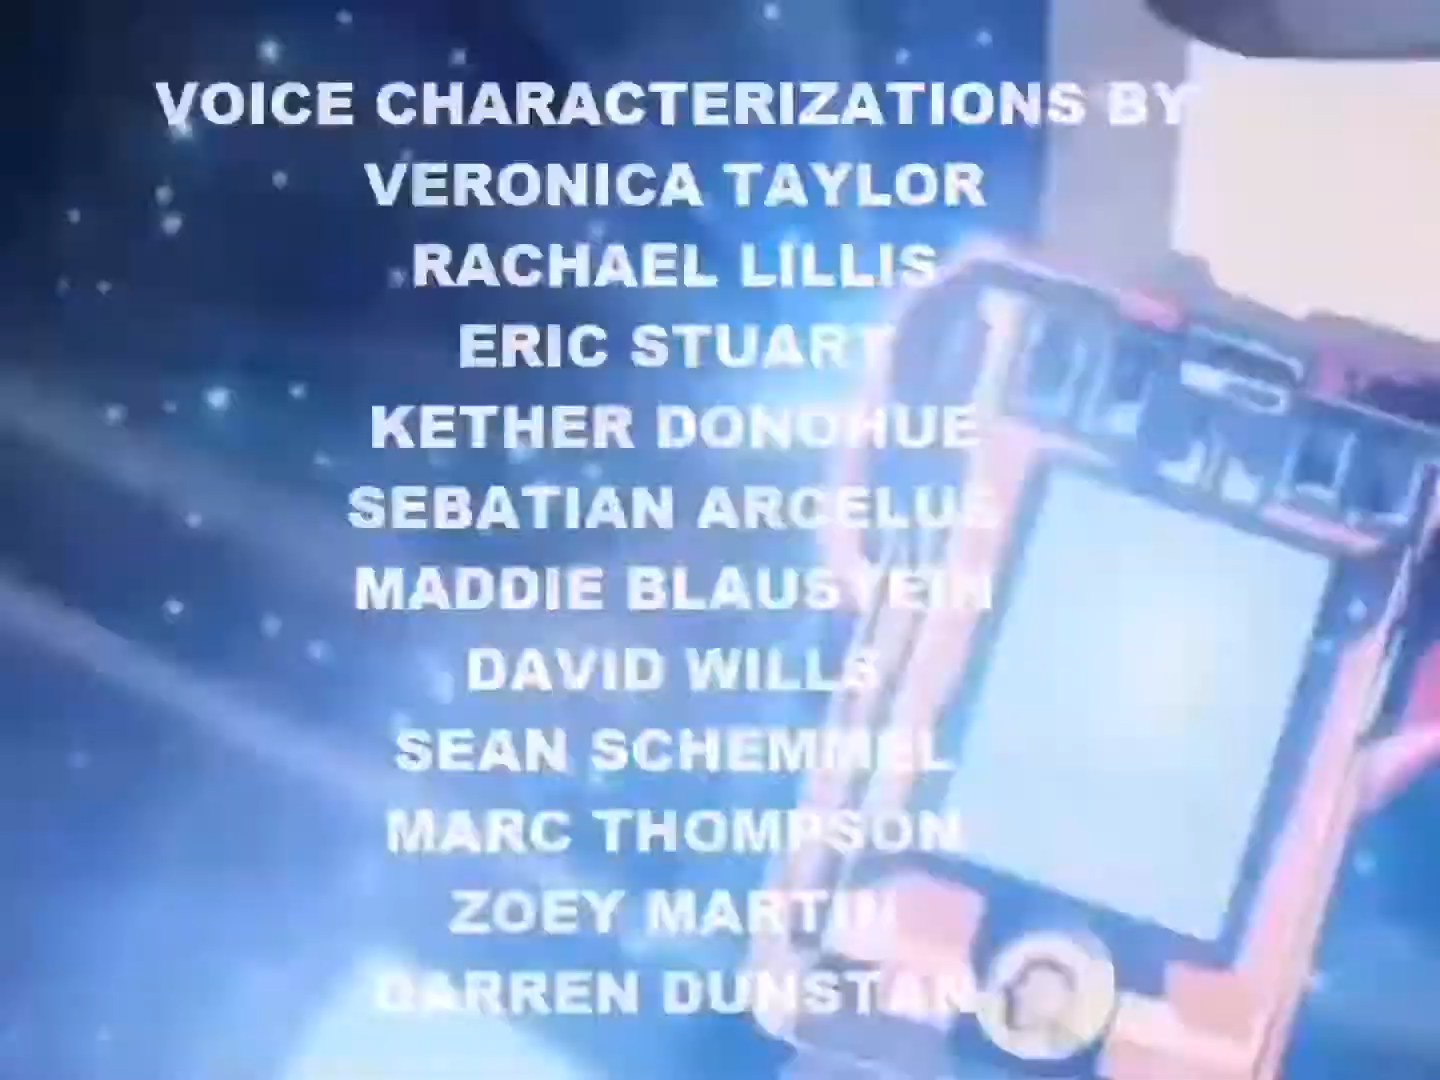 VOICE CHARACTERIZATIONS BY
VERONICA TAYLOR
RACHAEL LILLIS
ERIC STUART
KETHER DONOHUE
SEBATIAN ARCELUS
MADDIE BLAUSTEIN
DAVID WILLS
SEAN SCHEMMEL
MARC THOMPSON
ZOEY MARTIN
DARREN DUNSTAN